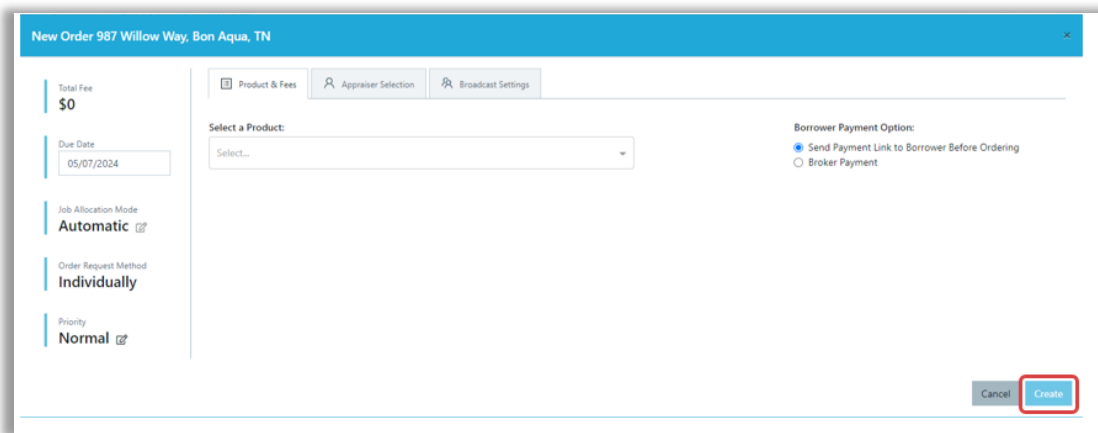 New Order 987 Willow Way, Bon Aqua, TN
×
Total Fee
$0
Due Date
05/07/2024
Job Allocation Mode
Automatic
Order Request Method
Individually
Priority
Normal
Product & Fees
Appraiser Selection
Broadcast Settings
Select a Product:
Select...
Borrower Payment Option:
Send Payment Link to Borrower Before Ordering
Broker Payment
Cancel
Create